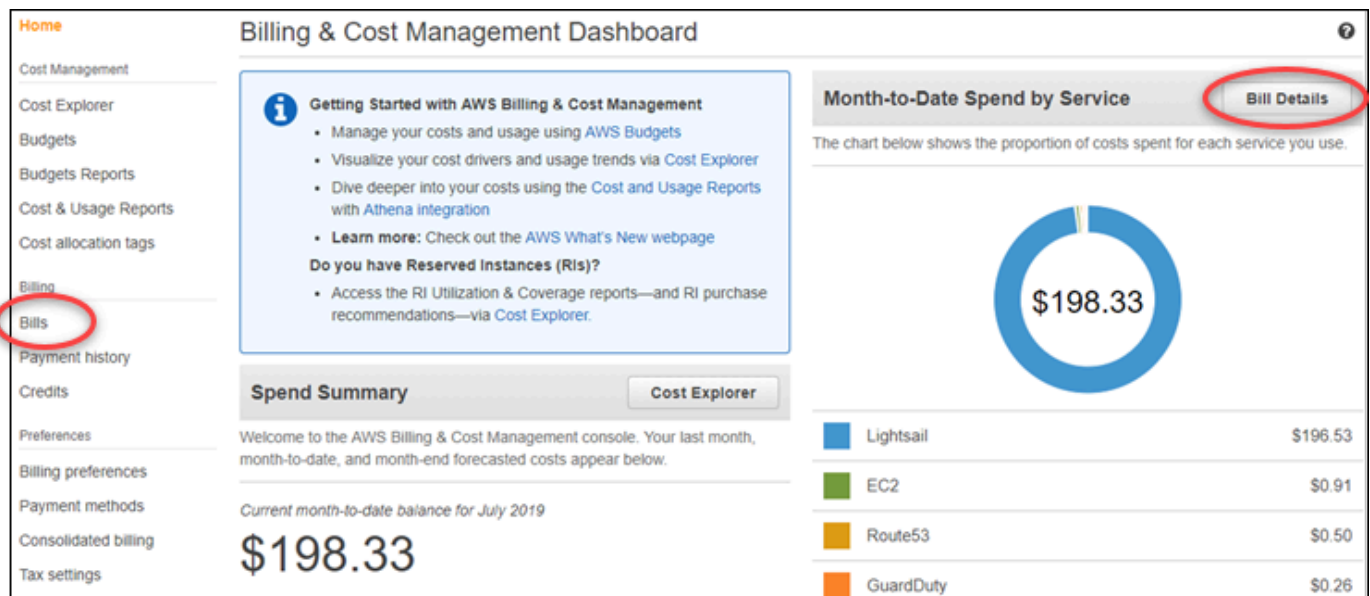 Home
Cost Management
Cost Explorer
Budgets
Budgets Reports
Cost & Usage Reports
Cost allocation tags
Billing
Bills
Payment history
Credits
Preferences
Billing preferences
Payment methods
Consolidated billing
Tax settings
Billing & Cost Management Dashboard
Getting Started with AWS Billing & Cost Management
• Manage your costs and usage using AWS Budgets
• Visualize your cost drivers and usage trends via Cost Explorer
• Dive deeper into your costs using the Cost and Usage Reports
with Athena integration
• Learn more: Check out the AWS What's New webpage
Do you have Reserved Instances (RIs)?
• Access the RI Utilization & Coverage reports—and RI purchase
recommendations—via Cost Explorer.
Spend Summary
Cost Explorer
Welcome to the AWS Billing & Cost Management console. Your last month,
month-to-date, and month-end forecasted costs appear below.
Current month-to-date balance for July 2019
$198.33
Month-to-Date Spend by Service
Bill Details
The chart below shows the proportion of costs spent for each service you use.
$198.33
Lightsail $196.53
EC2 $0.91
Route53 $0.50
GuardDuty $0.26